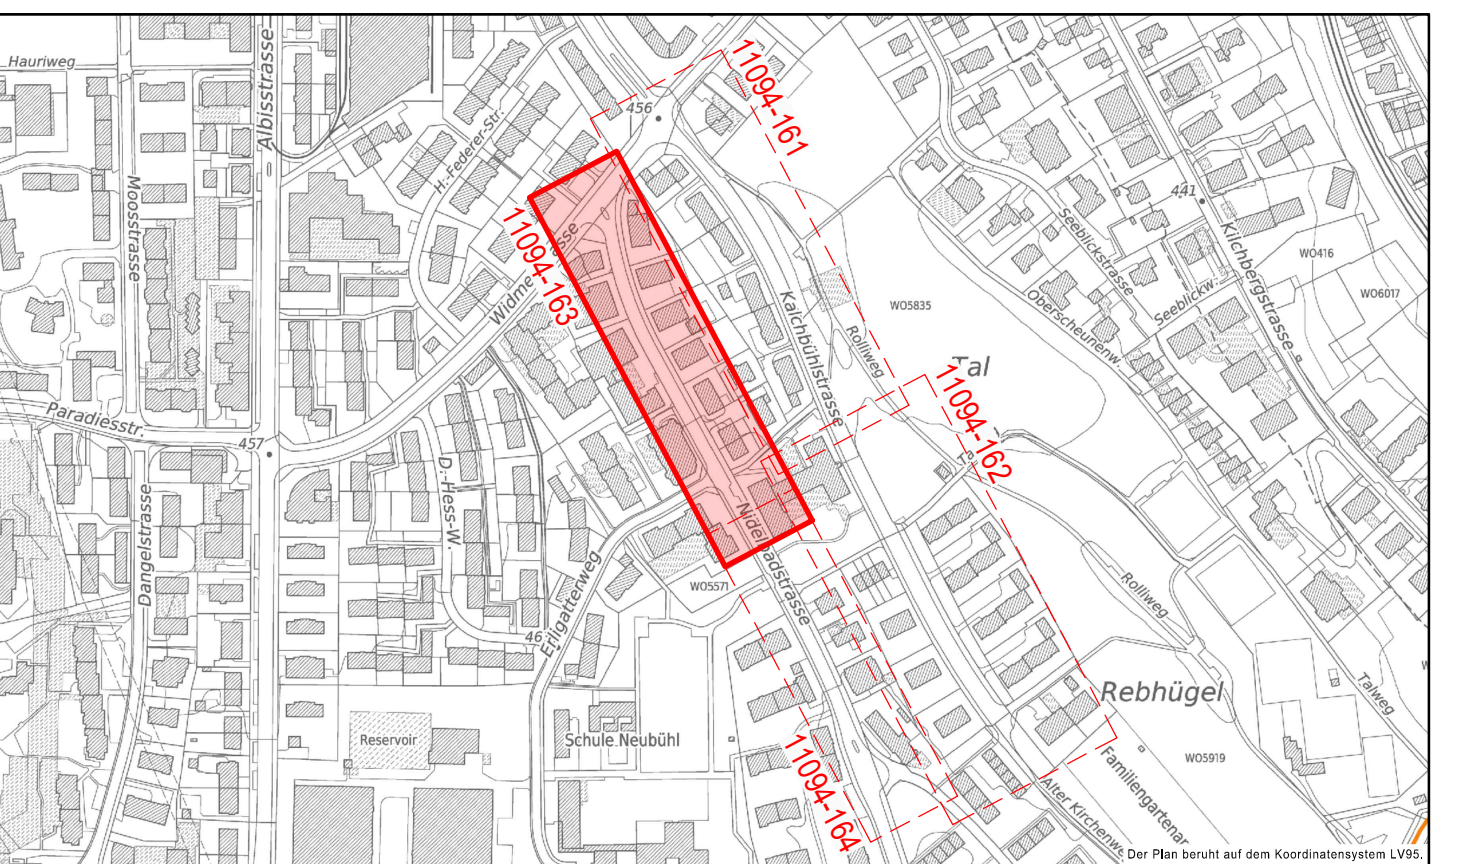 Hauriweg
Albisstrasse
Moosstrasse
H.-Federer-Str.
456
11094-161
441
Seeblickstrasse
Kilchbergstrasse
WO416
WO6017
Seeblickw.
Oberscheunenw.
11094-163
Kalchbühlstrasse
Rolliweg
WO5835
Tal
11094-162
Paradiesstr.
457
D.-Hess-W.
Dangelstrasse
Nidelbadstrasse
WO5571
Erligatterweg
46
Rolliweg
Rebhügel
Talweg
Reservoir
Schule Neubühl
11094-164
WO5919
Familiengartenar
Alter Kirchenw
Der Plan beruht auf dem Koordinatensystem LV95.